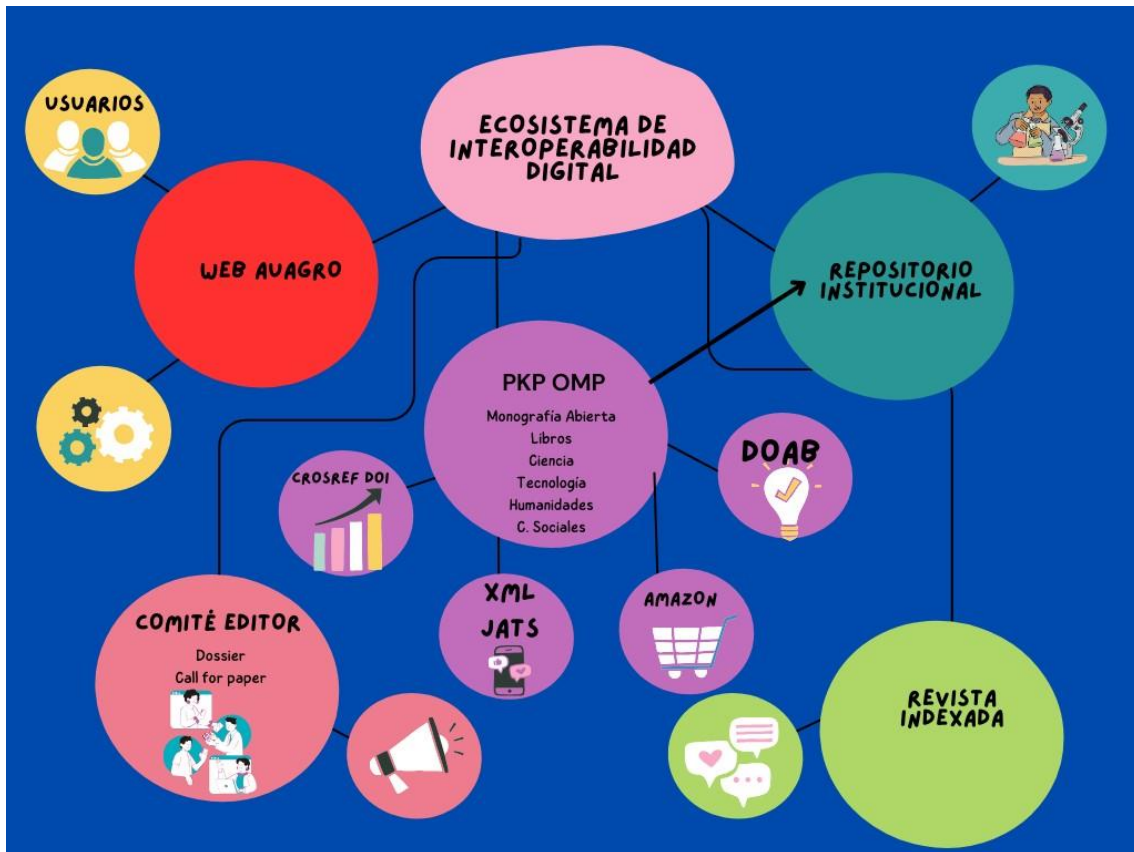 USUARIOS
ECOSISTEMA DE
INTEROPERABILIDAD
DIGITAL
WEB AUAGRO
REPOSITORIO
INSTITUCIONAL
PKP OMP
Monografía Abierta
Libros
Ciencia
Tecnología
Humanidades
C. Sociales
DOAB
CROSREF DOI
XML
JATS
AMAZON
COMITÉ EDITOR
Dossier
Call for paper
REVISTA
INDEXADA